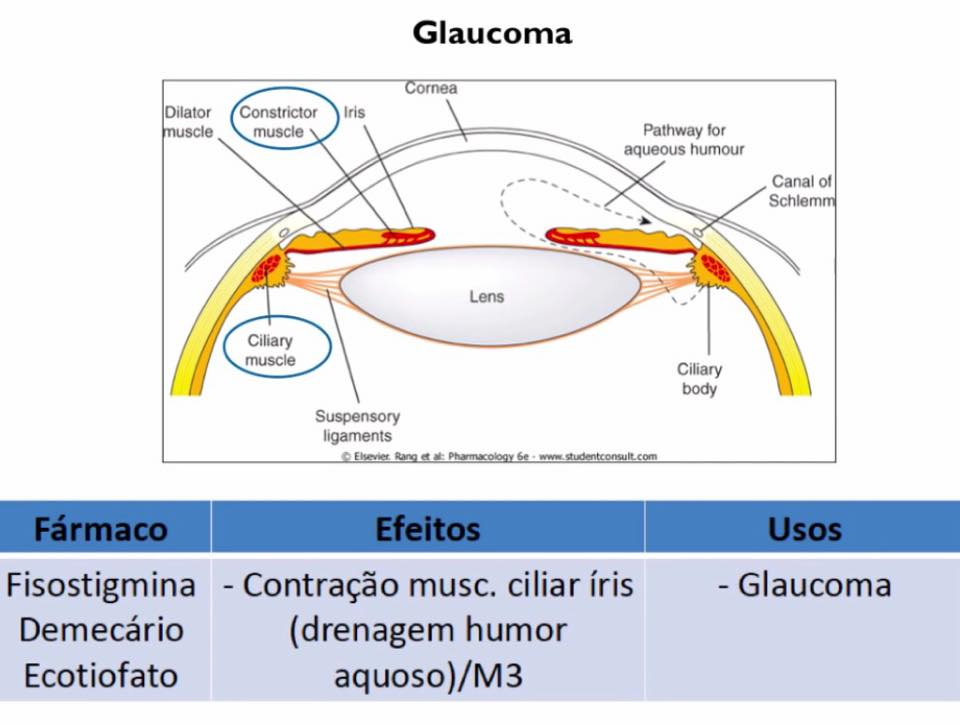 Glaucoma
Cornea
Dilator
muscle
Constrictor
muscle
Iris
Pathway for
aqueous humour
Canal of
Schlemm
Lens
Ciliary
muscle
Ciliary
body
Suspensory
ligaments
© Elsevier. Rang et al: Pharmacology 6e - www.studentconsult.com
Fármaco
Efeitos
Usos
Fisostigmina
Demecário
Ecotiofato
- Contração musc. ciliar íris
(drenagem humor
aquoso)/M3
- Glaucoma